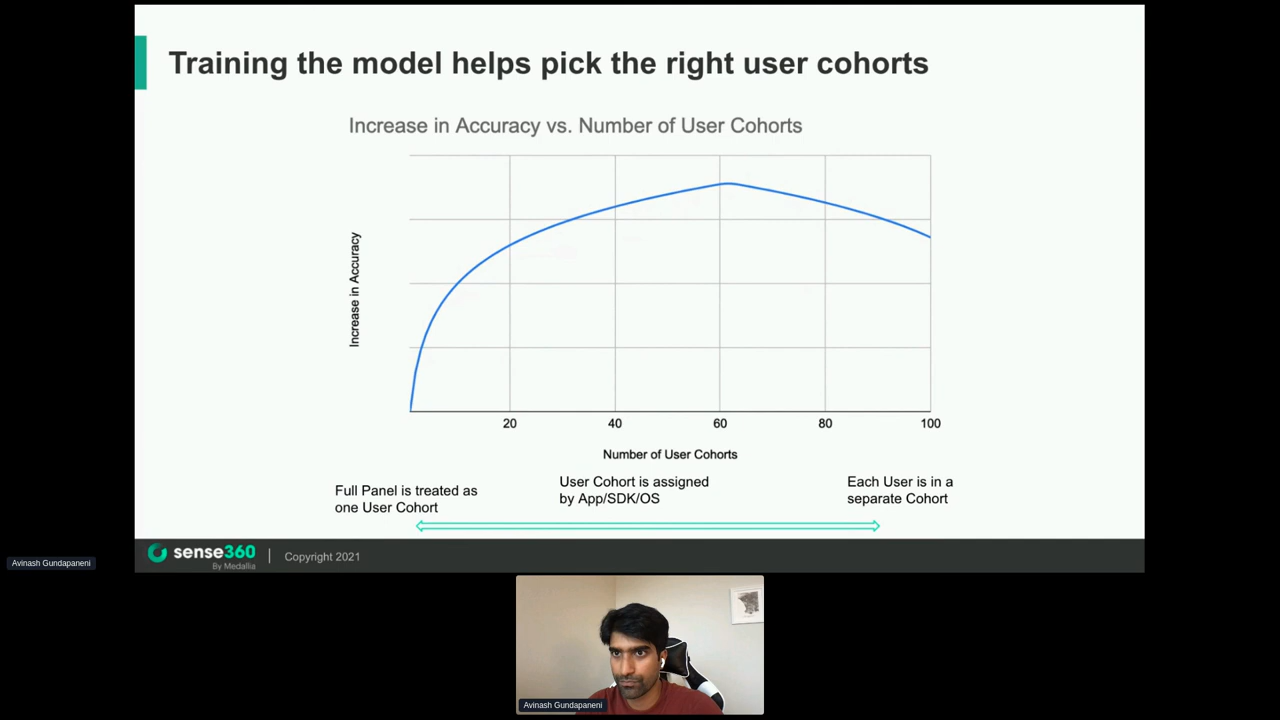 Training the model helps pick the right user cohorts
Increase in Accuracy vs. Number of User Cohorts
Increase in Accuracy
20 40 60 80 100
Number of User Cohorts
Full Panel is treated as
one User Cohort
User Cohort is assigned
by App/SDK/OS
Each User is in a
separate Cohort
sense360
By Medallia
Copyright 2021
Avinash Gundapaneni
Avinash Gundapaneni